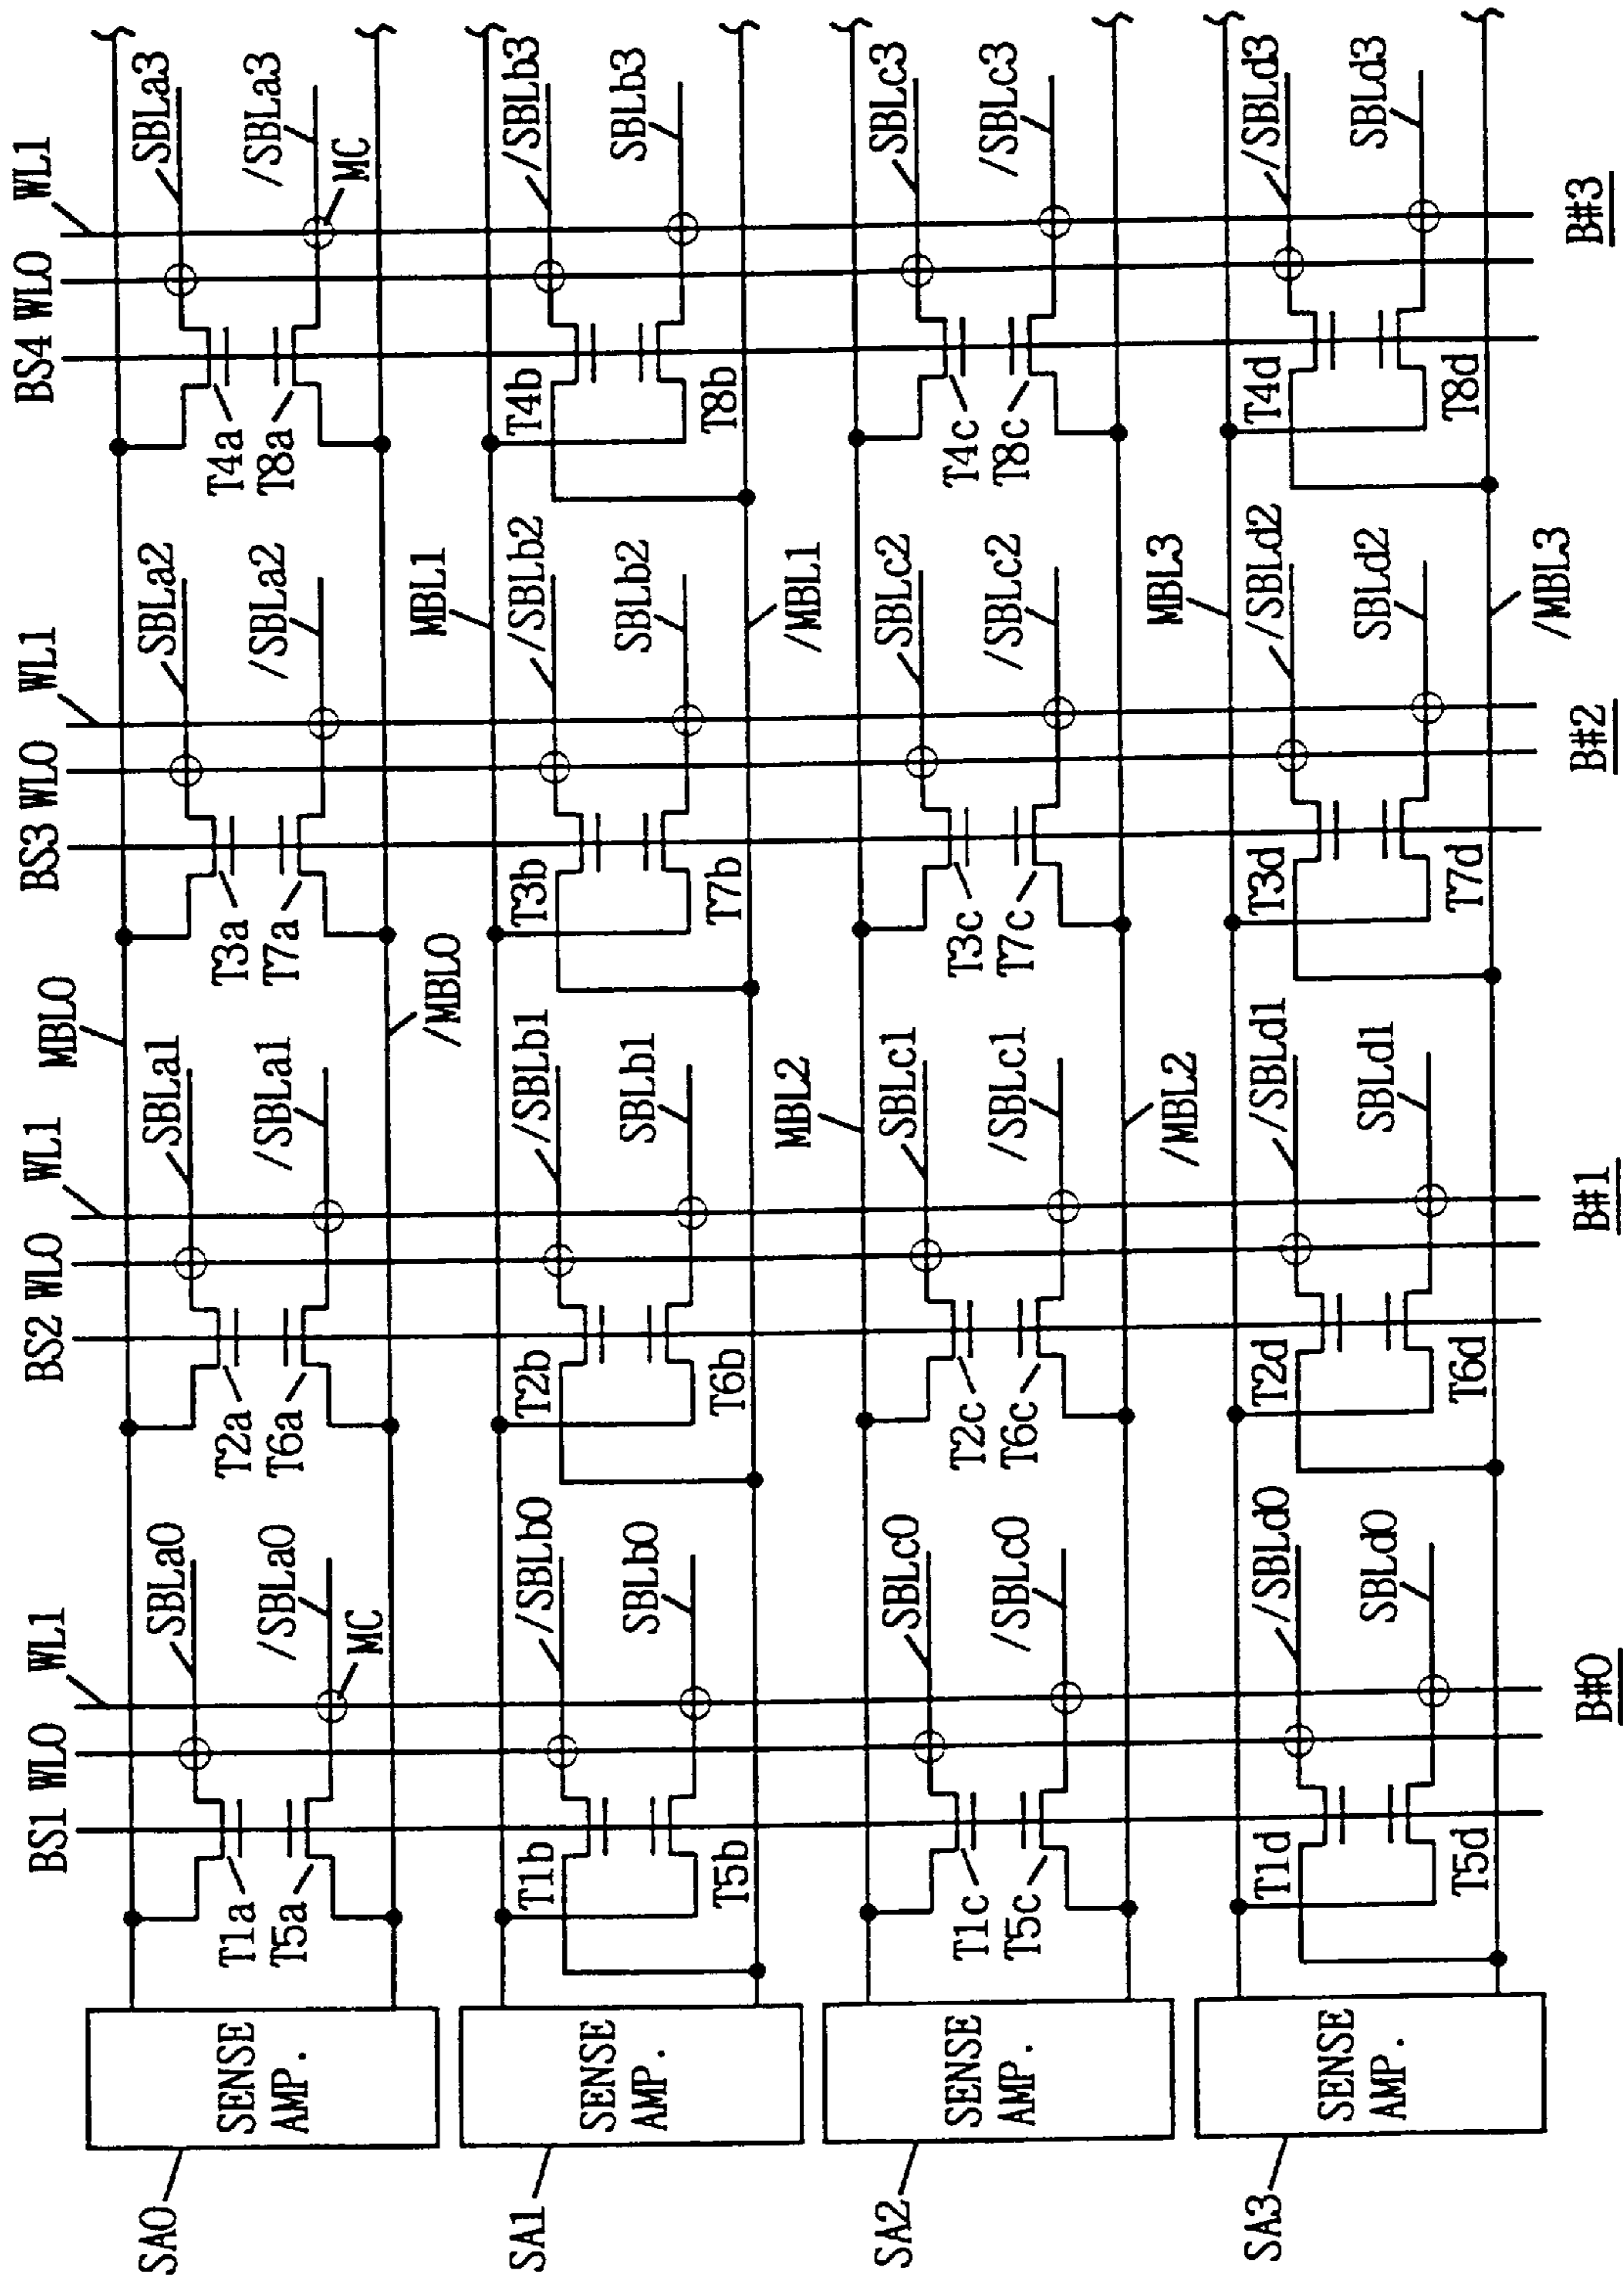 BS1 WL0 WL1
BS2 WL0 WL1
BS3 WL0 WL1
BS4 WL0 WL1
MBL0
SA0
SENSE
AMP.
SBLa0
SBLa1
SBLa2
SBLa3
T1a
T2a
T3a
T4a
/SBLa0
/SBLa1
/SBLa2
/SBLa3
T5a
T6a
T7a
T8a
MC
MC
/MBL0
MBL1
SA1
SENSE
AMP.
T1b
T2b
T3b
T4b
/SBLb0
/SBLb1
/SBLb2
/SBLb3
SBLb0
SBLb1
SBLb2
SBLb3
T5b
T6b
T7b
T8b
/MBL1
MBL2
SA2
SENSE
AMP.
SBLc0
SBLc1
SBLc2
SBLc3
T1c
T2c
T3c
T4c
/SBLc0
/SBLc1
/SBLc2
/SBLc3
T5c
T6c
T7c
T8c
/MBL2
MBL3
SA3
SENSE
AMP.
T1d
T2d
T3d
T4d
/SBLd0
/SBLd1
/SBLd2
/SBLd3
SBLd0
SBLd1
SBLd2
SBLd3
T5d
T6d
T7d
T8d
/MBL3
B#0
B#1
B#2
B#3